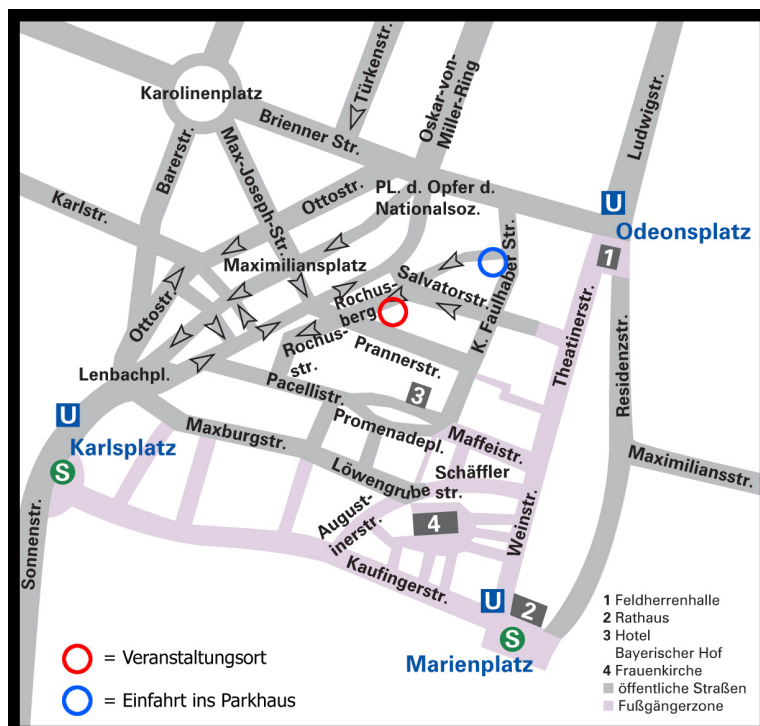 Karolinenplatz
Türkenstr.
Oskar-von-
Miller-Ring
Ludwigstr.
Brienner Str.
Barerstr.
Max-Joseph-Str.
Karlstr.
Ottostr.
PL. d. Opfer d.
Nationalsoz.
U
Odeonsplatz
1
Maximiliansplatz
Salvatorstr.
K. Faulhaber Str.
Ottostr.
Rochus-
berg
Theatinerstr.
Residenzstr.
Rochus-
str.
Prannerstr.
Lenbachpl.
Pacellistr.
3
U
Karlsplatz
S
Maxburgstr.
Promenadepl.
Maffeistr.
Löwengrube
Schäffler
str.
Maximiliansstr.
August-
inerstr.
4
Weinstr.
Sonnenstr.
Kaufingerstr.
U
2
S
Marienplatz
= Veranstaltungsort
= Einfahrt ins Parkhaus
1 Feldherrenhalle
2 Rathaus
3 Hotel
Bayerischer Hof
4 Frauenkirche
öffentliche Straßen
Fußgängerzone